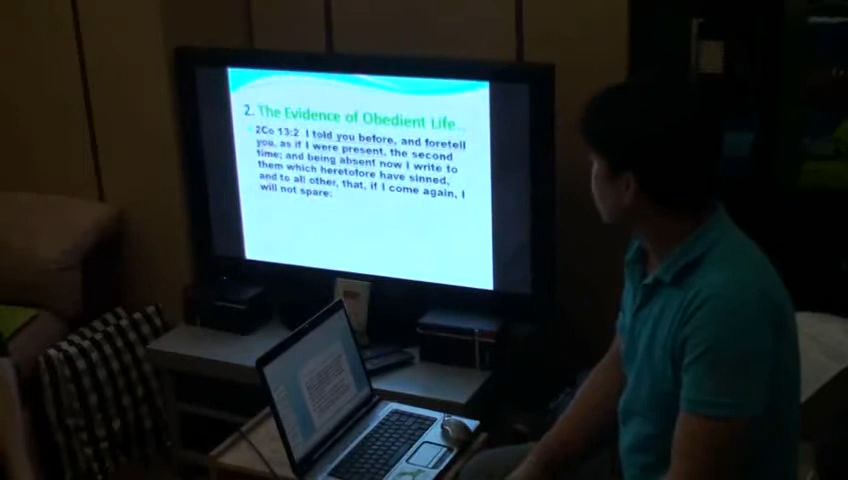 2. The Evidence of Obedient Life...
2Co 13:2 I told you before, and foretell
you, as if I were present, the second
time; and being absent now I write to
them which heretofore have sinned,
and to all other, that, if I come again, I
will not spare: